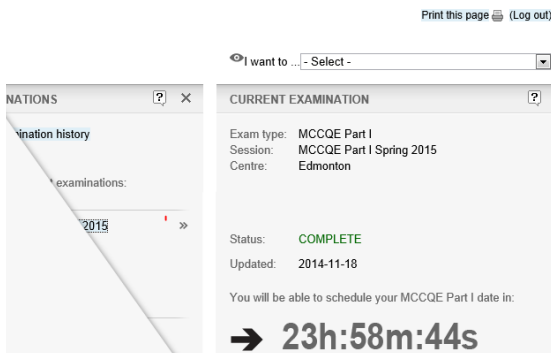 Print this page (Log out)
I want to ... - Select -
NATIONS ? ×
ination history
examinations:
2015 ' »
CURRENT EXAMINATION ?
Exam type: MCCQE Part I
Session: MCCQE Part I Spring 2015
Centre: Edmonton
Status: COMPLETE
Updated: 2014-11-18
You will be able to schedule your MCCQE Part I date in:
➔ 23h:58m:44s